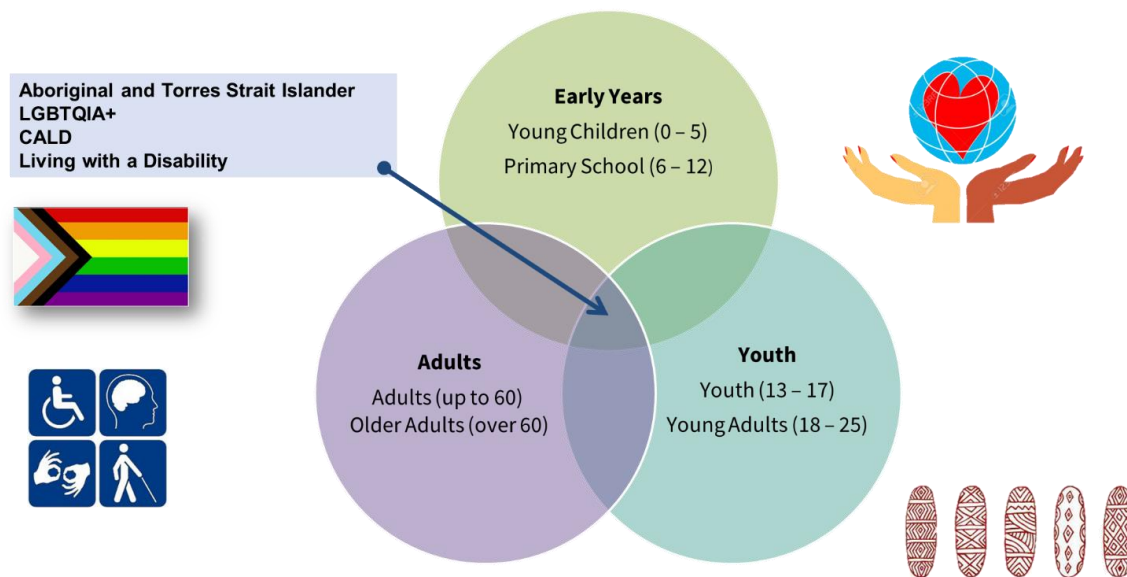 Aboriginal and Torres Strait Islander
LGBTQIA+
CALD
Living with a Disability
Early Years
Young Children (0 – 5)
Primary School (6 – 12)
Adults
Adults (up to 60)
Older Adults (over 60)
Youth
Youth (13 – 17)
Young Adults (18 – 25)